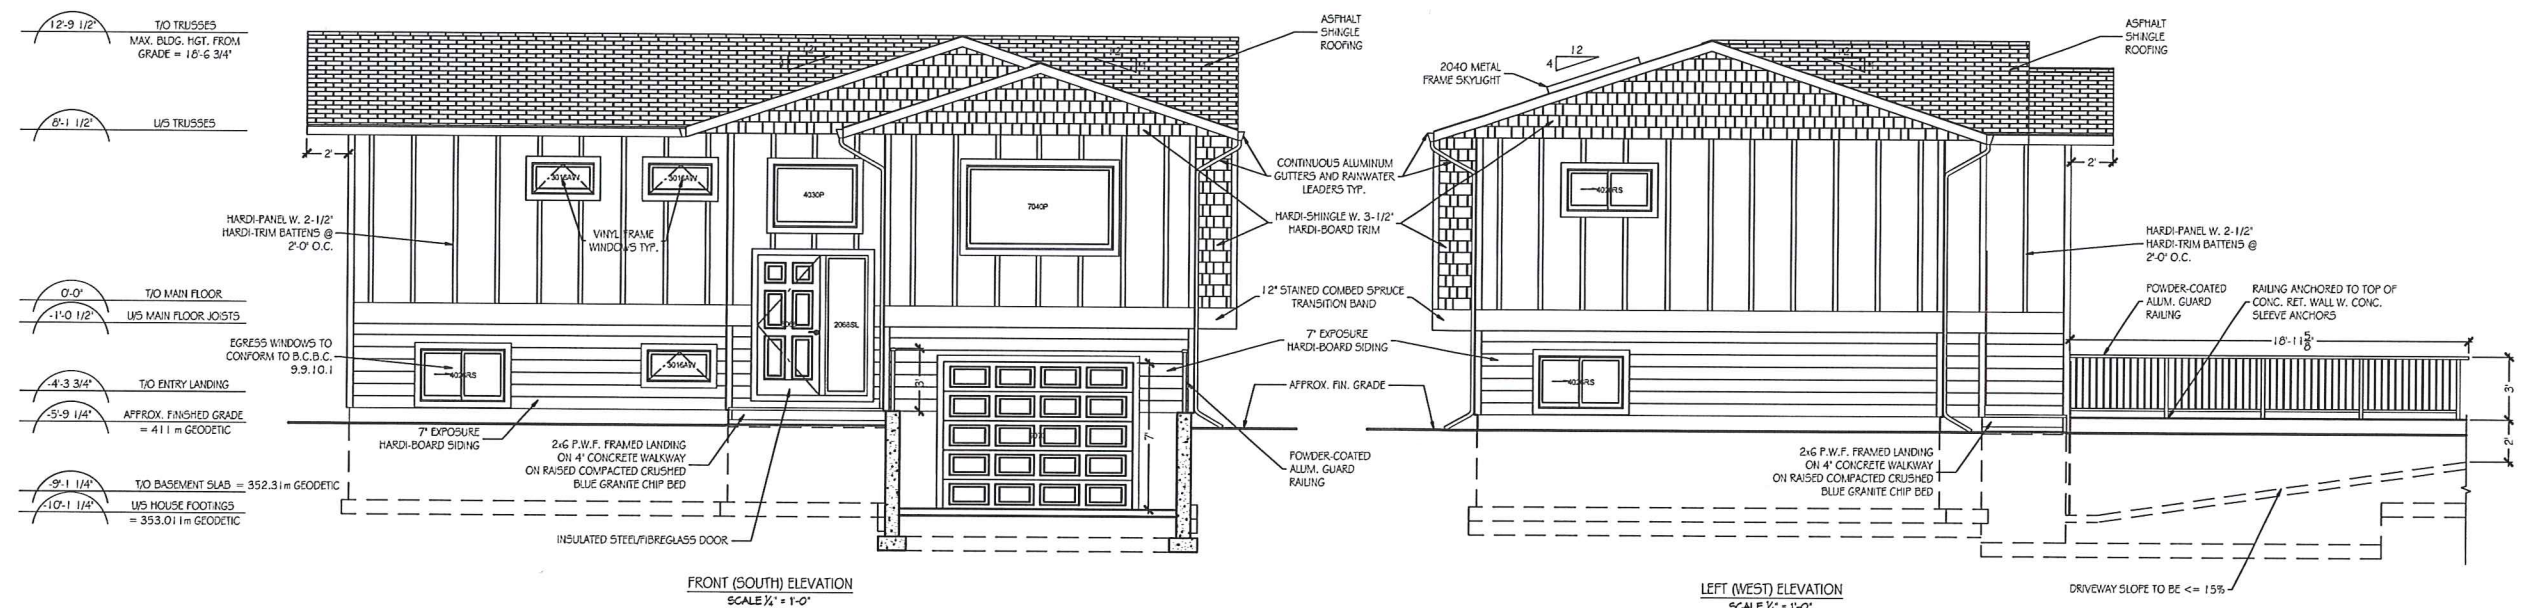 12'-9 1/2"
T/O TRUSSES
MAX. BLDG. HGT. FROM
GRADE = 18'-6 3/4"
8'-1 1/2"
U/S TRUSSES
2'
HARDI-PANEL W. 2-1/2"
HARDI-TRIM BATTENS @
2'-0" O.C.
0'-0"
T/O MAIN FLOOR
-1'-0 1/2"
U/S MAIN FLOOR JOISTS
EGRESS WINDOWS TO
CONFORM TO B.C.B.C.
9.9.10.1
-4'-3 3/4"
T/O ENTRY LANDING
-5'-9 1/4"
APPROX. FINISHED GRADE
= 411m GEODETIC
-9'-1 1/4"
T/O BASEMENT SLAB = 352.31m GEODETIC
-10'-1 1/4"
U/S HOUSE FOOTINGS
= 353.011m GEODETIC
12
12
3016AW
3016AW
4030P
7040P
VINYL FRAME
WINDOWS TYP.
2068SL
3016AW
3'
7'
7" EXPOSURE
HARDI-BOARD SIDING
2x6 P.W.F. FRAMED LANDING
ON 4" CONCRETE WALKWAY
ON RAISED COMPACTED CRUSHED
BLUE GRANITE CHIP BED
INSULATED STEEL/FIBREGLASS DOOR
FRONT (SOUTH) ELEVATION
SCALE ¼" = 1'-0"
ASPHALT
SHINGLE
ROOFING
CONTINUOUS ALUMINUM
GUTTERS AND RAINWATER
LEADERS TYP.
HARDI-SHINGLE W. 3-1/2"
HARDI-BOARD TRIM
12" STAINED COMBED SPRUCE
TRANSITION BAND
7" EXPOSURE
HARDI-BOARD SIDING
APPROX. FIN. GRADE
POWDER-COATED
ALUM. GUARD
RAILING
2040 METAL
FRAME SKYLIGHT
12
4
12
ASPHALT
SHINGLE
ROOFING
2'
HARDI-PANEL W. 2-1/2"
HARDI-TRIM BATTENS @
2'-0" O.C.
POWDER-COATED
ALUM. GUARD
RAILING
RAILING ANCHORED TO TOP OF
CONC. RET. WALL W. CONC.
SLEEVE ANCHORS
18'-11 5/8"
3'
2'
2x6 P.W.F. FRAMED LANDING
ON 4" CONCRETE WALKWAY
ON RAISED COMPACTED CRUSHED
BLUE GRANITE CHIP BED
DRIVEWAY SLOPE TO BE <= 15%
LEFT (WEST) ELEVATION
SCALE ¼" = 1'-0"